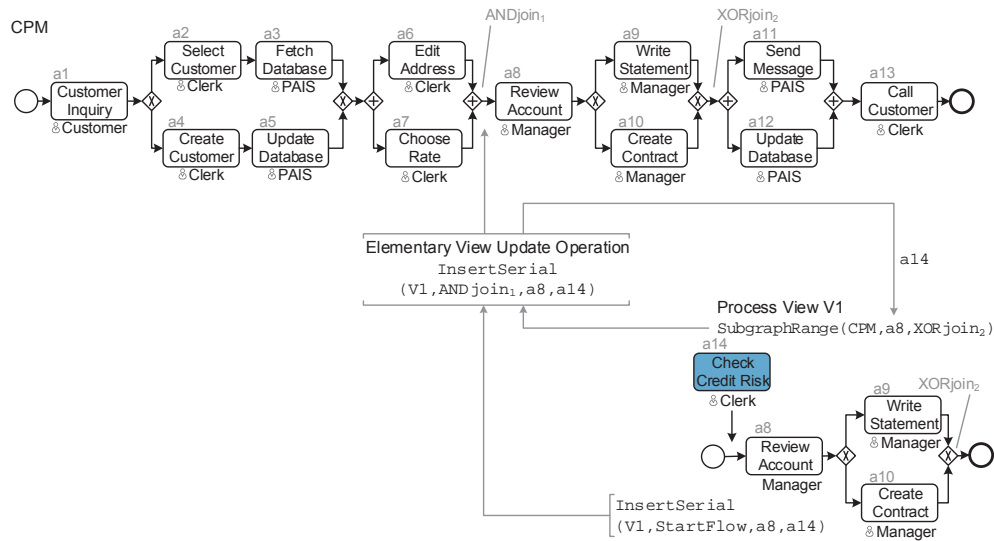 CPM
ANDjoin1
XORjoin2
a1
Customer
Inquiry
Customer
a2
Select
Customer
Clerk
a3
Fetch
Database
PAIS
a4
Create
Customer
Clerk
a5
Update
Database
PAIS
a6
Edit
Address
Clerk
a7
Choose
Rate
Clerk
a8
Review
Account
Manager
a9
Write
Statement
Manager
a10
Create
Contract
Manager
a11
Send
Message
PAIS
a12
Update
Database
PAIS
a13
Call
Customer
Clerk
Elementary View Update Operation
InsertSerial
(V1,ANDjoin1,a8,a14)
a14
Process View V1
SubgraphRange(CPM,a8,XORjoin2)
a14
Check
Credit Risk
Clerk
a8
Review
Account
Manager
a9
Write
Statement
Manager
XORjoin2
a10
Create
Contract
Manager
InsertSerial
(V1,StartFlow,a8,a14)